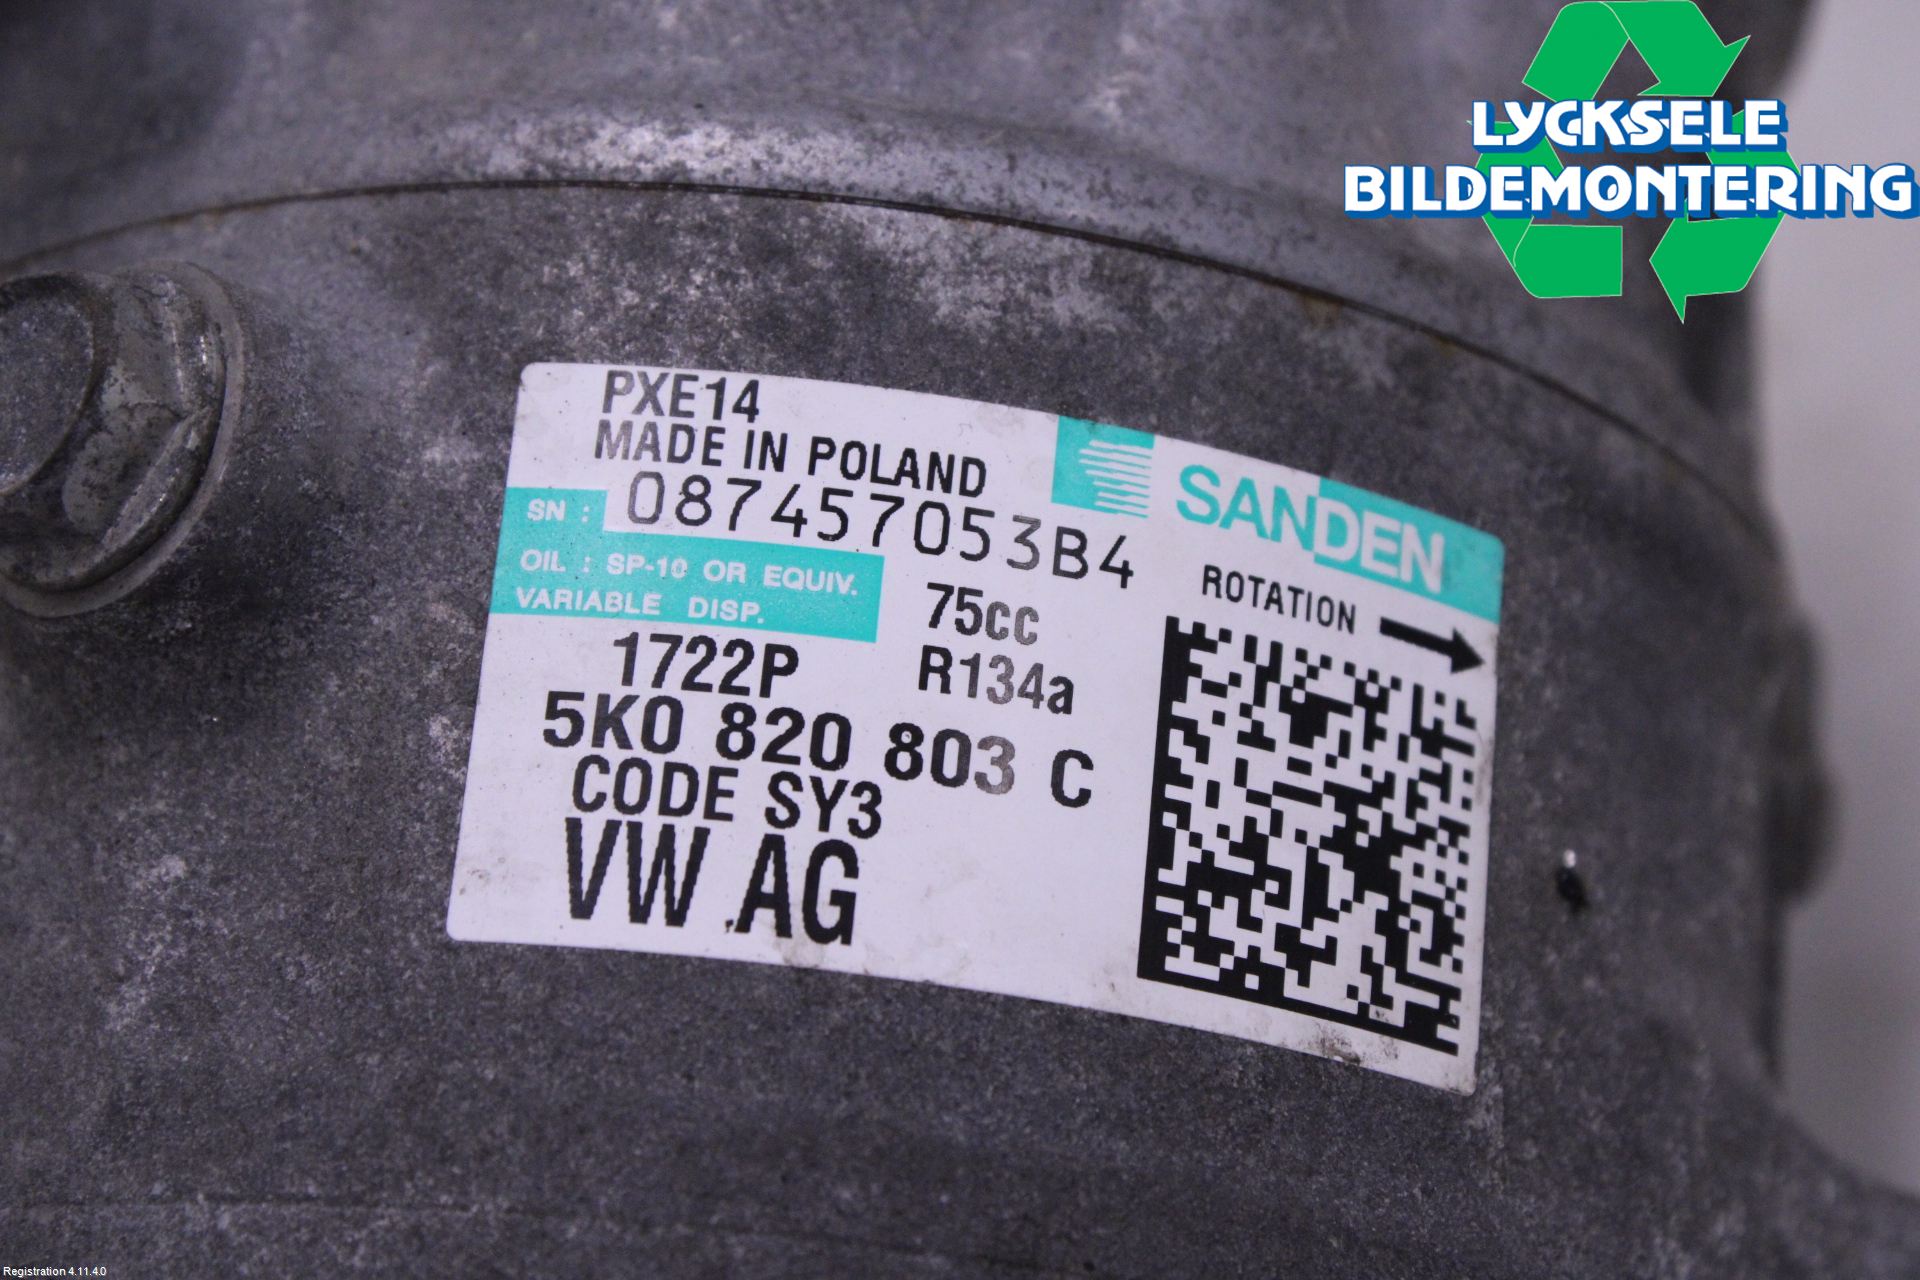 LYCKSELE
BILDEMONTERING
PXE14
MADE IN POLAND
SN : 087457053B4
SANDEN
OIL : SP-10 OR EQUIV.
VARIABLE DISP.
75cc
ROTATION
1722P
R134a
5K0 820 803 C
CODE SY3
VW AG
Registration 4.11.4.0